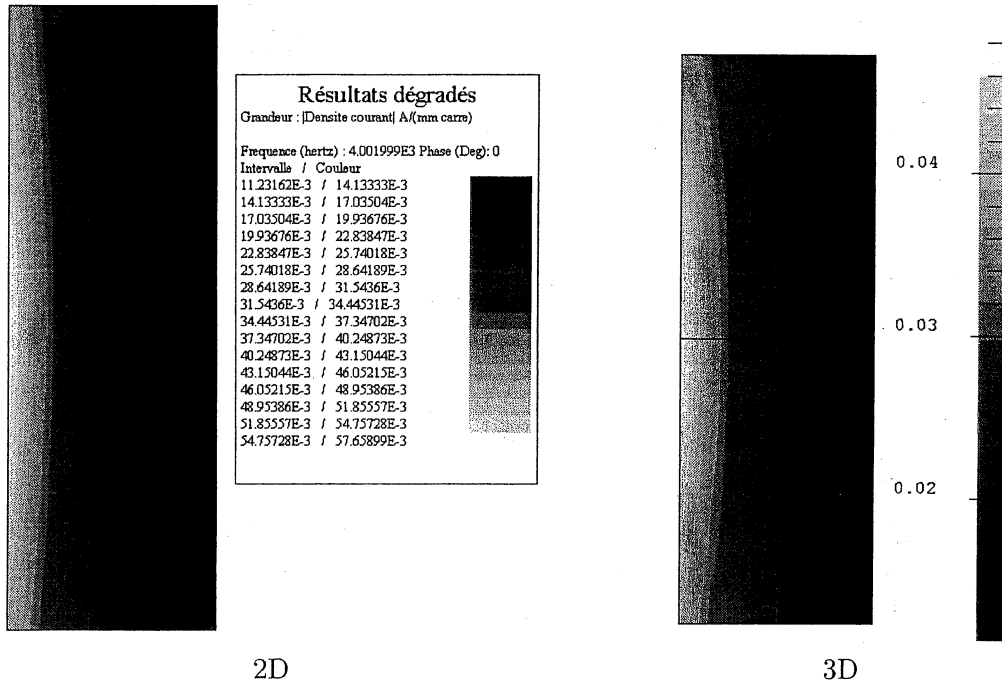 Résultats dégradés
Grandeur : |Densite courant| A/(mm carre)
Frequence (hertz) : 4.001999E3 Phase (Deg): 0
Intervalle / Couleur
11.23162E-3 / 14.13333E-3
14.13333E-3 / 17.03504E-3
17.03504E-3 / 19.93676E-3
19.93676E-3 / 22.83847E-3
22.83847E-3 / 25.74018E-3
25.74018E-3 / 28.64189E-3
28.64189E-3 / 31.5436E-3
31.5436E-3 / 34.44531E-3
34.44531E-3 / 37.34702E-3
37.34702E-3 / 40.24873E-3
40.24873E-3 / 43.15044E-3
43.15044E-3 / 46.05215E-3
46.05215E-3 / 48.95386E-3
48.95386E-3 / 51.85557E-3
51.85557E-3 / 54.75728E-3
54.75728E-3 / 57.65899E-3
0.04
0.03
0.02
2D
3D